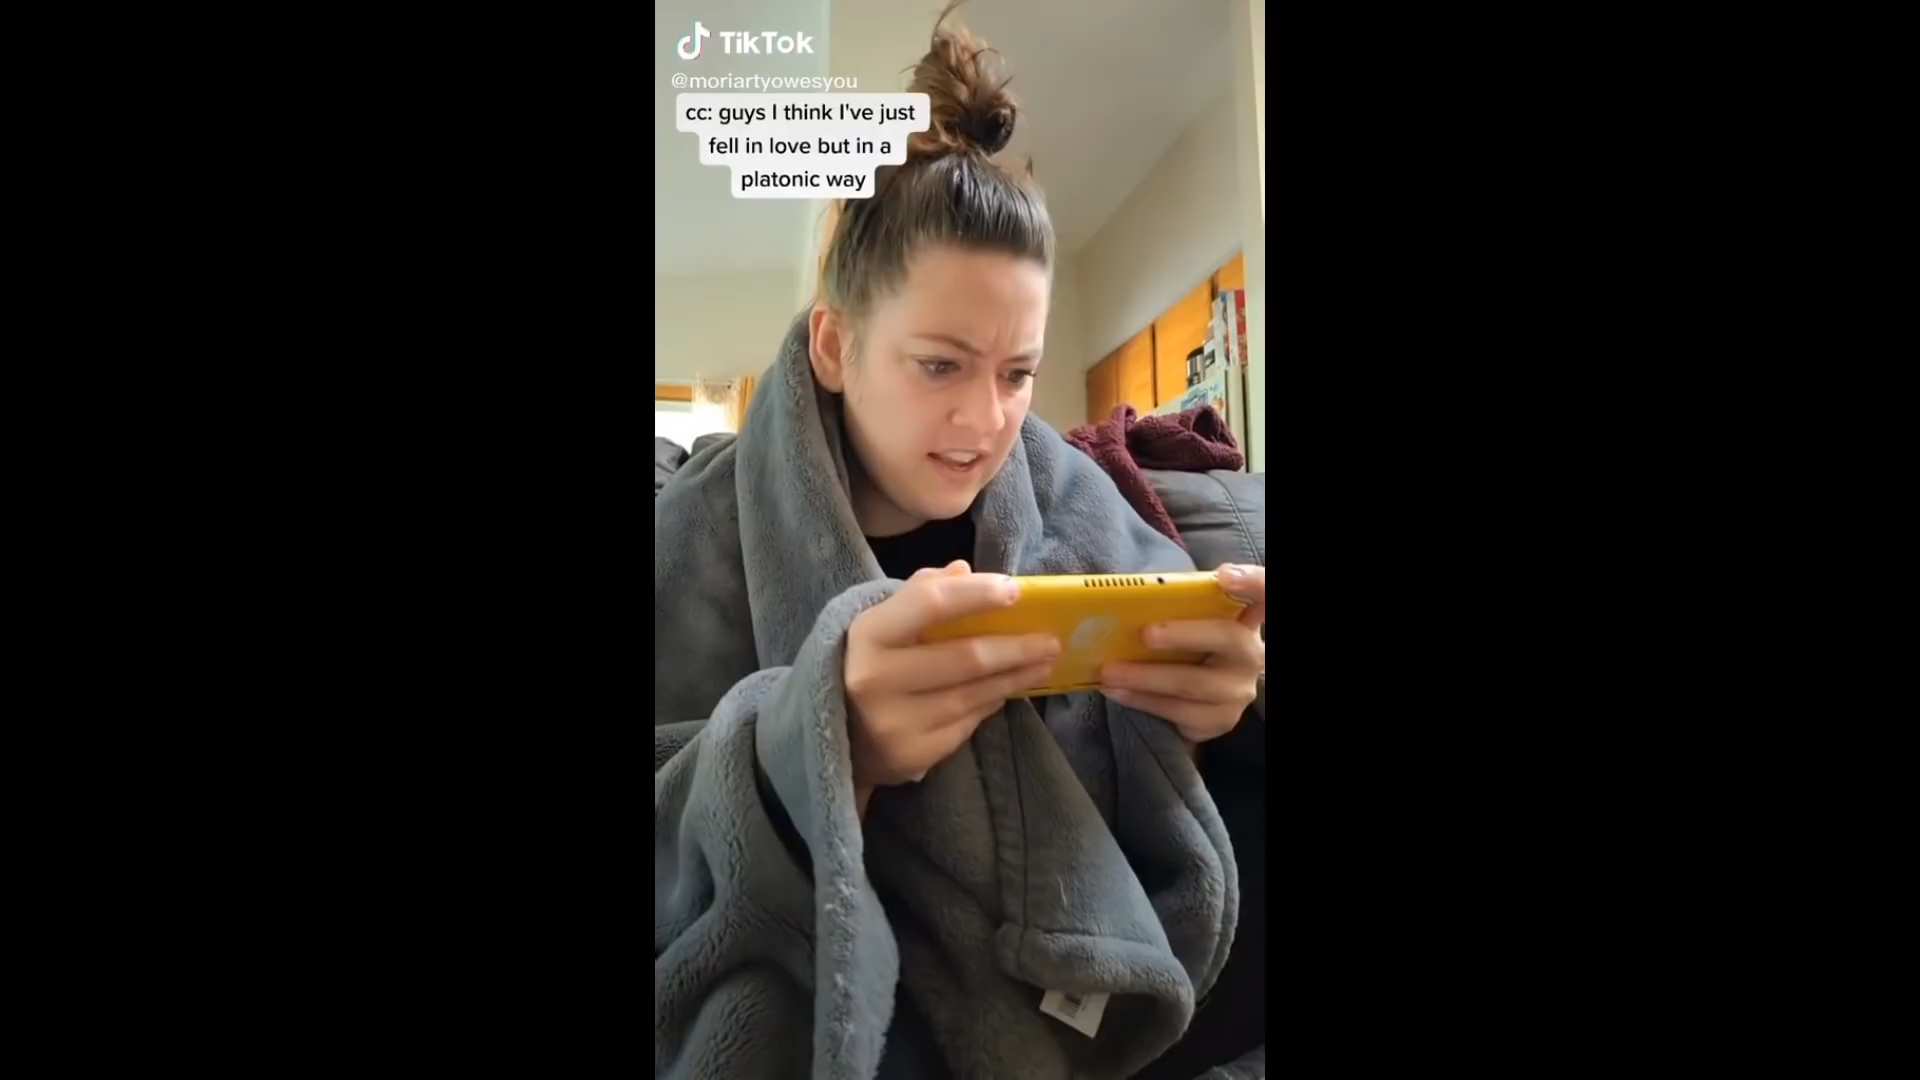 TikTok
@moriartyowesyou
cc: guys I think I've just
fell in love but in a
platonic way